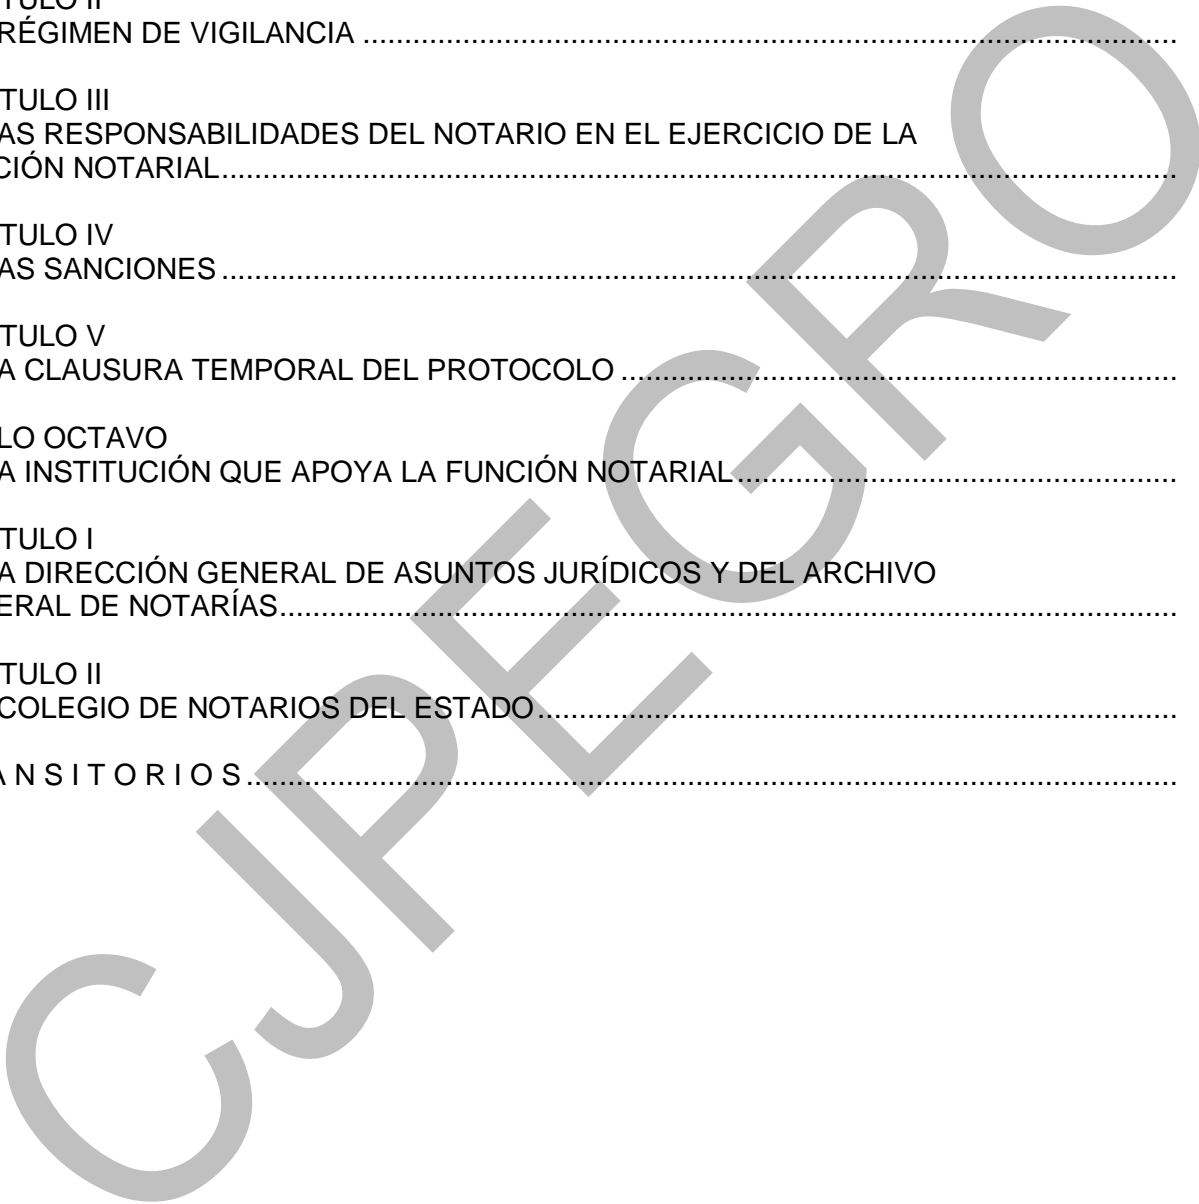 TULO II
RÉGIMEN DE VIGILANCIA ....................
TULO III
AS RESPONSABILIDADES DEL NOTARIO EN EL EJERCICIO DE LA
CIÓN NOTARIAL....................
TULO IV
AS SANCIONES ....................
TULO V
A CLAUSURA TEMPORAL DEL PROTOCOLO ....................
LO OCTAVO
A INSTITUCIÓN QUE APOYA LA FUNCIÓN NOTARIAL....................
TULO I
A DIRECCIÓN GENERAL DE ASUNTOS JURÍDICOS Y DEL ARCHIVO
ERAL DE NOTARÍAS....................
TULO II
COLEGIO DE NOTARIOS DEL ESTADO....................
A N S I T O R I O S....................
CJPEGRO